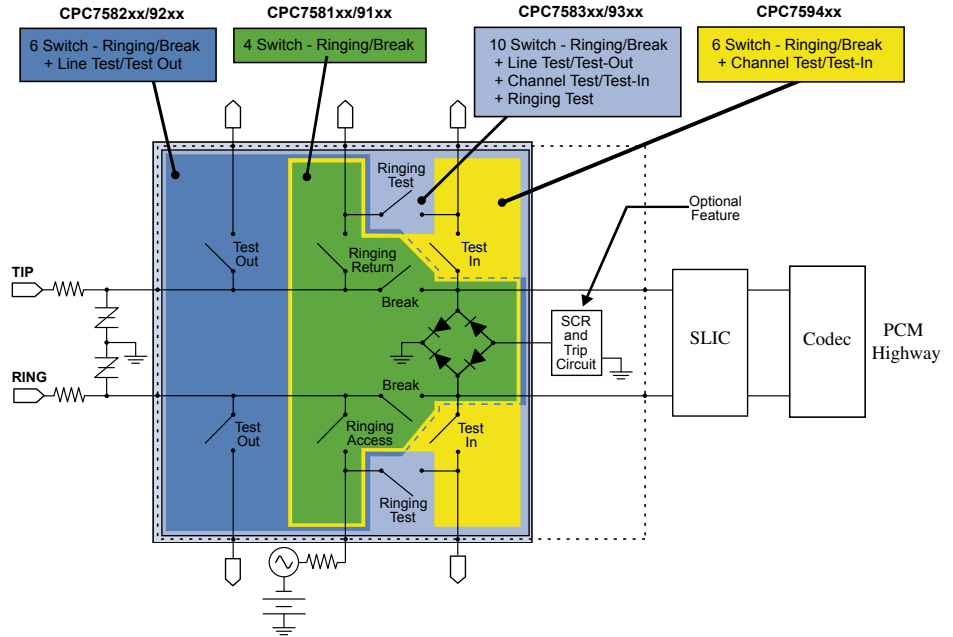 CPC7582xx/92xx
CPC7581xx/91xx
CPC7583xx/93xx
CPC7594xx
6 Switch - Ringing/Break
+ Line Test/Test Out
4 Switch - Ringing/Break
10 Switch - Ringing/Break
+ Line Test/Test-Out
+ Channel Test/Test-In
+ Ringing Test
6 Switch - Ringing/Break
+ Channel Test/Test-In
Ringing
Test
Optional
Feature
Test
Out
Ringing
Return
Test
In
TIP
Break
SCR
and
Trip
Circuit
SLIC
Codec
PCM
Highway
RING
Break
Test
Out
Ringing
Access
Test
In
Ringing
Test